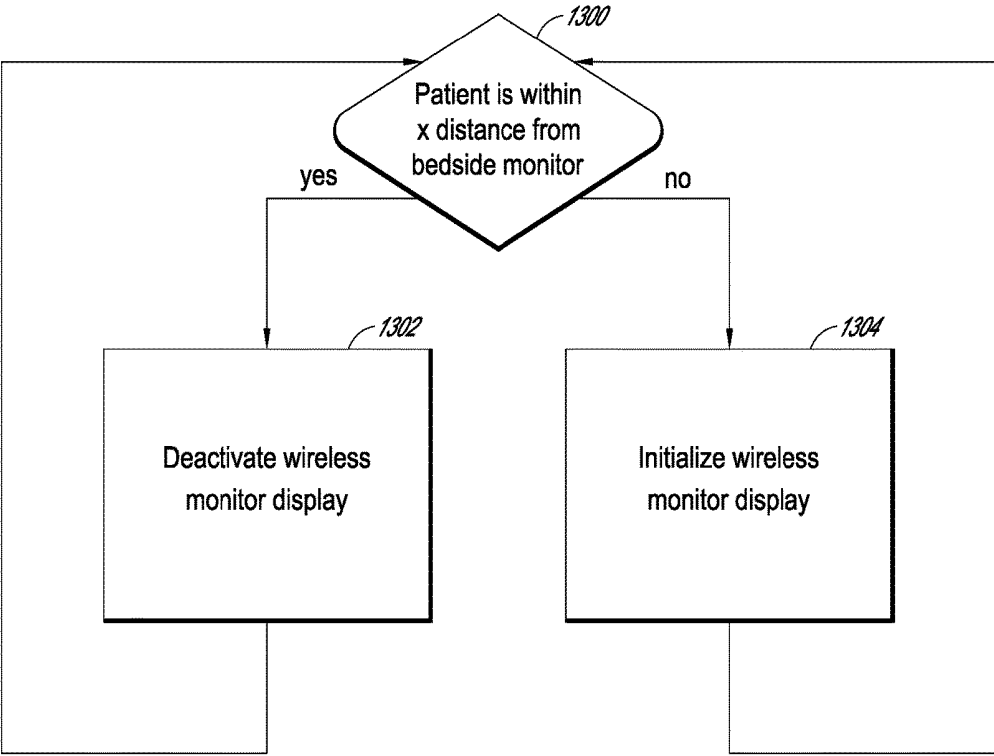 1300
Patient is within
x distance from
bedside monitor
yes
no
1302
1304
Deactivate wireless
monitor display
Initialize wireless
monitor display